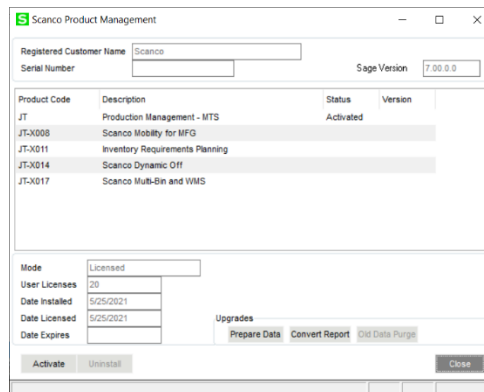 S Scanco Product Management
Registered Customer Name Scanco
Serial Number Sage Version 7.00.0.0
Product Code Description Status Version
JT Production Management - MTS Activated
JT-X008 Scanco Mobility for MFG
JT-X011 Inventory Requirements Planning
JT-X014 Scanco Dynamic Off
JT-X017 Scanco Multi-Bin and WMS
Mode Licensed
User Licenses 20
Date Installed 5/25/2021
Date Licensed 5/25/2021 Upgrades
Date Expires Prepare Data Convert Report Old Data Purge
Activate Uninstall Close